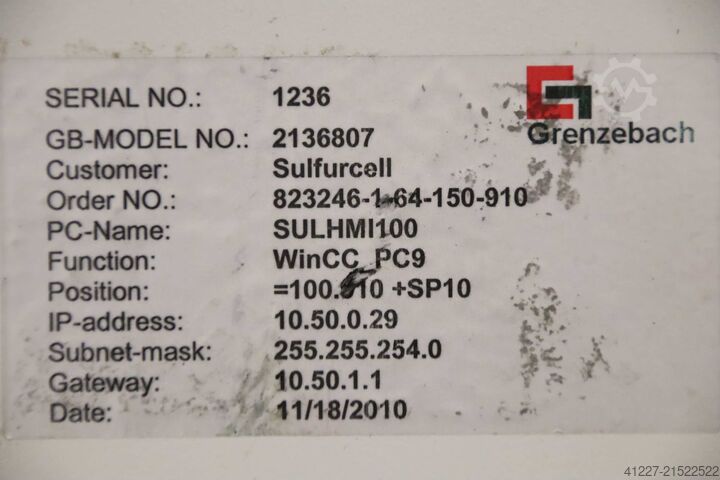 SERIAL NO.: 1236
Grenzebach
GB-MODEL NO.: 2136807
Customer: Sulfurcell
Order NO.: 823246-1-64-150-910
PC-Name: SULHMI100
Function: WinCC_PC9
Position: =100.910 +SP10
IP-address: 10.50.0.29
Subnet-mask: 255.255.254.0
Gateway: 10.50.1.1
Date: 11/18/2010
41227-21522522